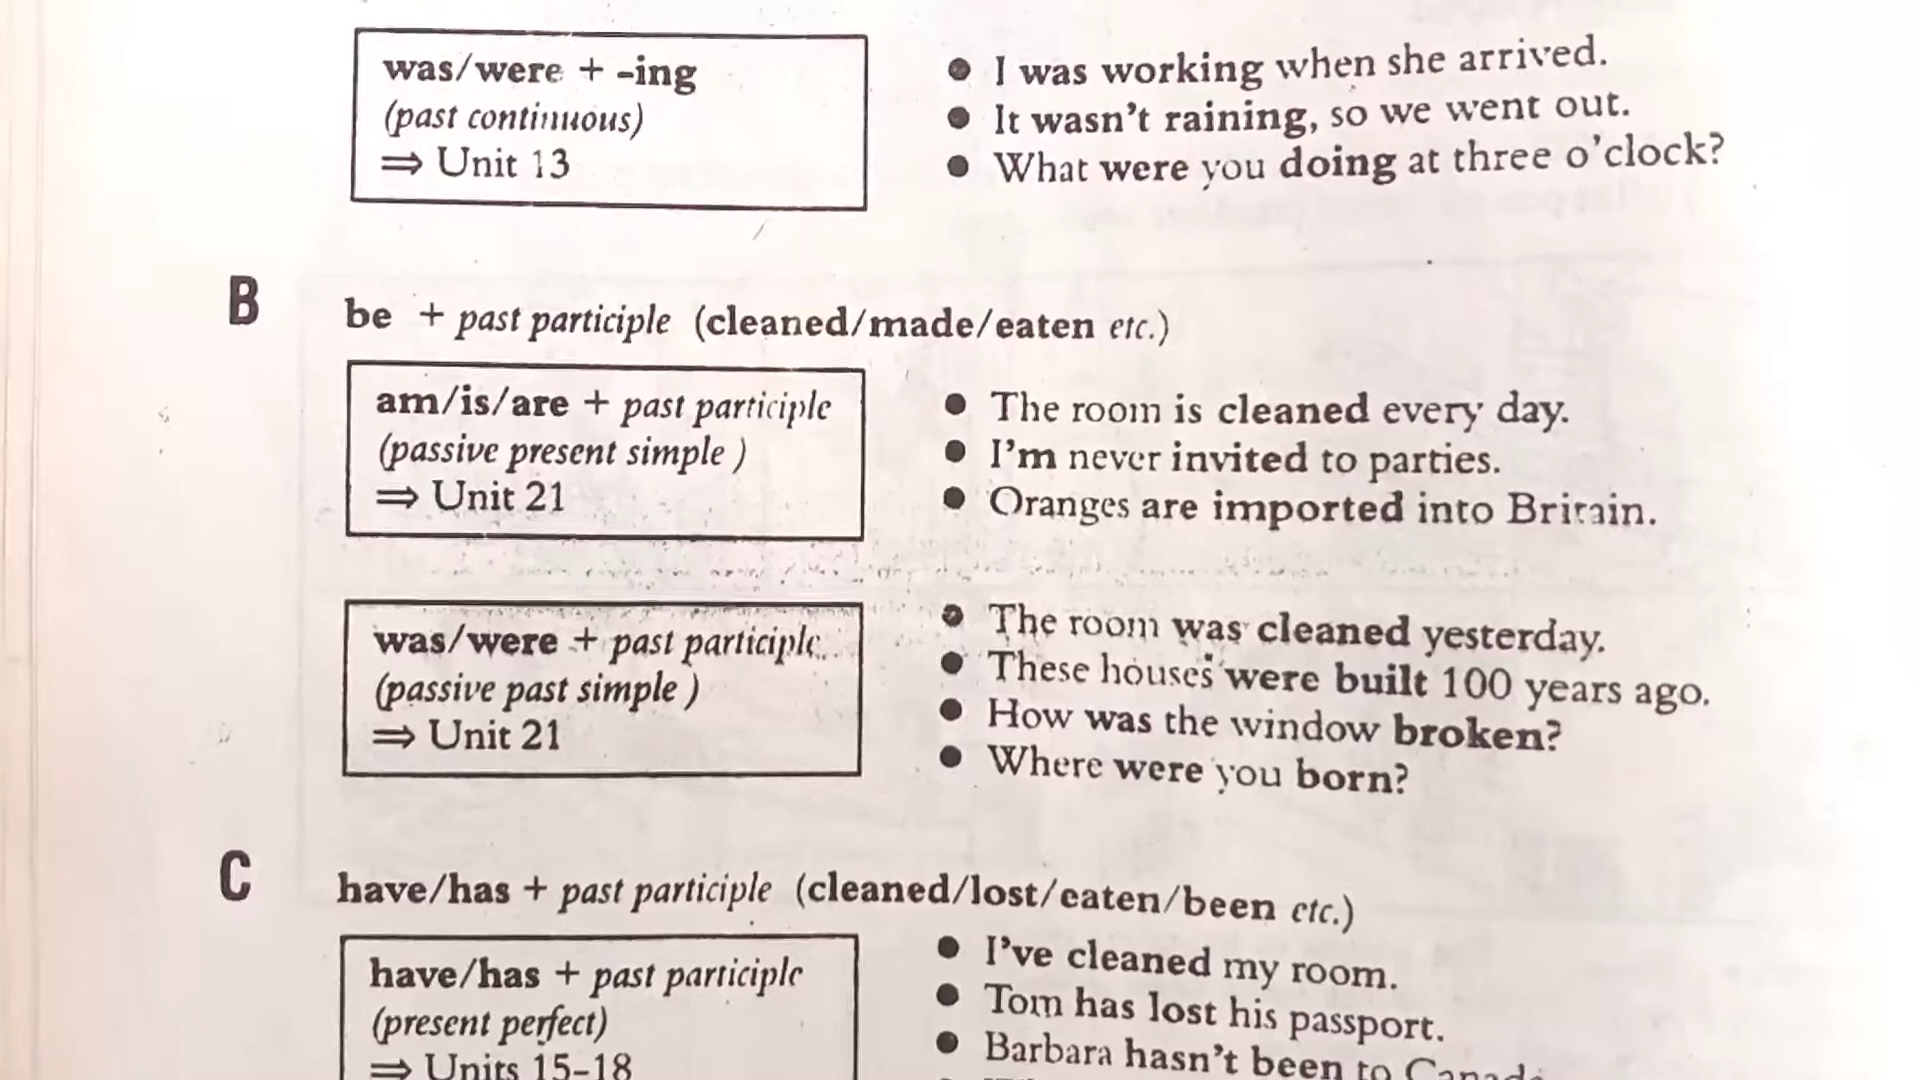 was/were + -ing
(past continuous)
⇒ Unit 13
● I was working when she arrived.
● It wasn't raining, so we went out.
● What were you doing at three o'clock?
B
be + past participle (cleaned/made/eaten etc.)
am/is/are + past participle
(passive present simple )
⇒ Unit 21
● The room is cleaned every day.
● I'm never invited to parties.
● Oranges are imported into Britain.
was/were + past participle
(passive past simple )
⇒ Unit 21
● The room was cleaned yesterday.
● These houses were built 100 years ago.
● How was the window broken?
● Where were you born?
C
have/has + past participle (cleaned/lost/eaten/been etc.)
have/has + past participle
(present perfect)
⇒ Units 15-18
● I've cleaned my room.
● Tom has lost his passport.
● Barbara hasn't been to